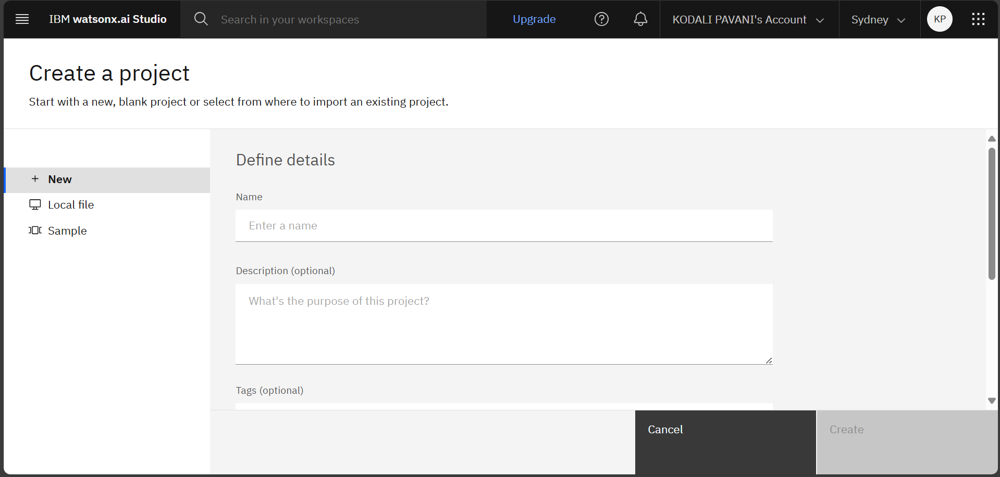 IBM watsonx.ai Studio
Search in your workspaces
Upgrade
KODALI PAVANI's Account
Sydney
KP
Create a project
Start with a new, blank project or select from where to import an existing project.
New
Local file
Sample
Define details
Name
Enter a name
Description (optional)
What's the purpose of this project?
Tags (optional)
Cancel
Create